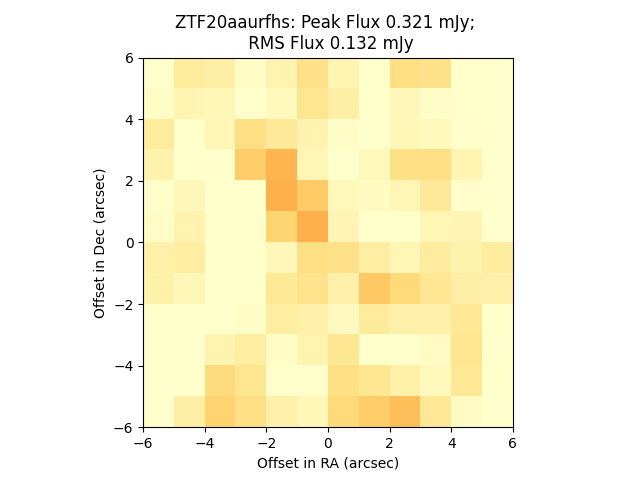 ZTF20aaurfhs: Peak Flux 0.321 mJy;
RMS Flux 0.132 mJy
6
4
2
0
−2
−4
−6
Offset in Dec (arcsec)
−6 −4 −2 0 2 4 6
Offset in RA (arcsec)